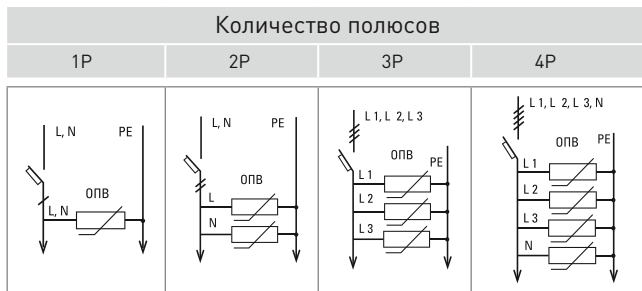 Количество полюсов
1P 2P 3P 4P
L, N PE
ОПВ
L, N
L, N PE
ОПВ
L
N
L 1, L 2, L 3
ОПВ
PE
L 1
L 2
L 3
L 1, L 2, L 3, N
ОПВ PE
L 1
L 2
L 3
N